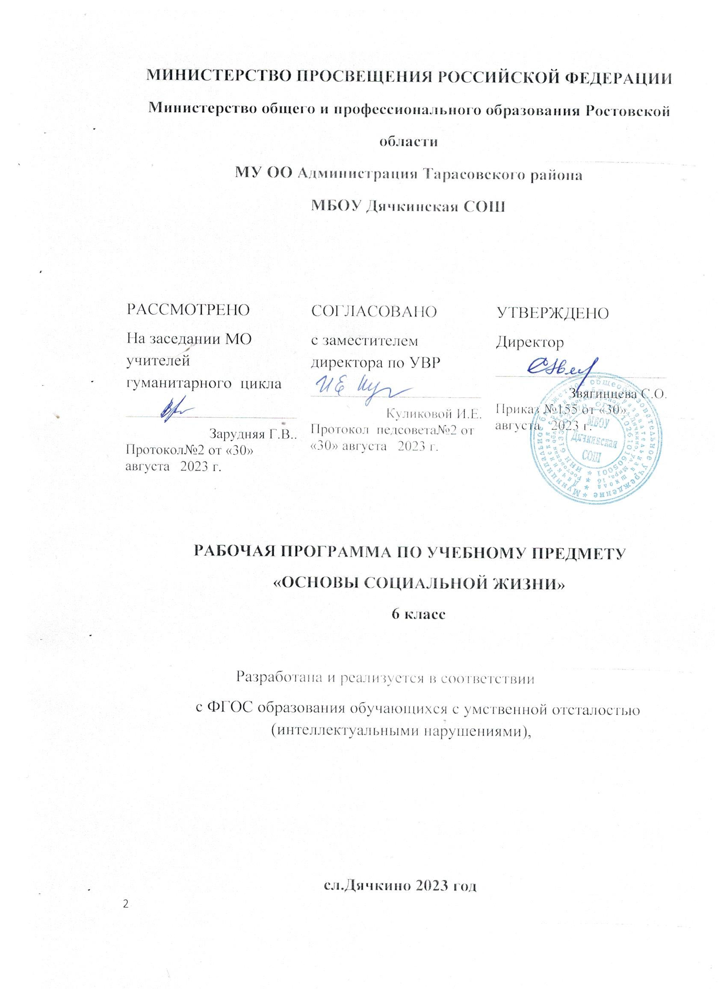 МИНИСТЕРСТВО ПРОСВЕЩЕНИЯ РОССИЙСКОЙ ФЕДЕРАЦИИ
Министерство общего и профессионального образования Ростовской
области
МУ ОО Администрация Тарасовского района
МБОУ Дячкинская СОШ
РАССМОТРЕНО
На заседании МО
учителей
гуманитарного цикла
Зарудняя Г.В..
Протокол№2 от «30»
августа 2023 г.
СОГЛАСОВАНО
с заместителем
директора по УВР
Куликовой И.Е.
Протокол педсовета№2 от
«30» августа 2023 г.
УТВЕРЖДЕНО
Директор
Звягинцева С.О.
Приказ №155 от «30»
августа 2023 г.
МБОУ
Дячкинская
СОШ
РАБОЧАЯ ПРОГРАММА ПО УЧЕБНОМУ ПРЕДМЕТУ
«ОСНОВЫ СОЦИАЛЬНОЙ ЖИЗНИ»
6 класс
Разработана и реализуется в соответствии
с ФГОС образования обучающихся с умственной отсталостью
(интеллектуальными нарушениями),
сл.Дячкино 2023 год
2